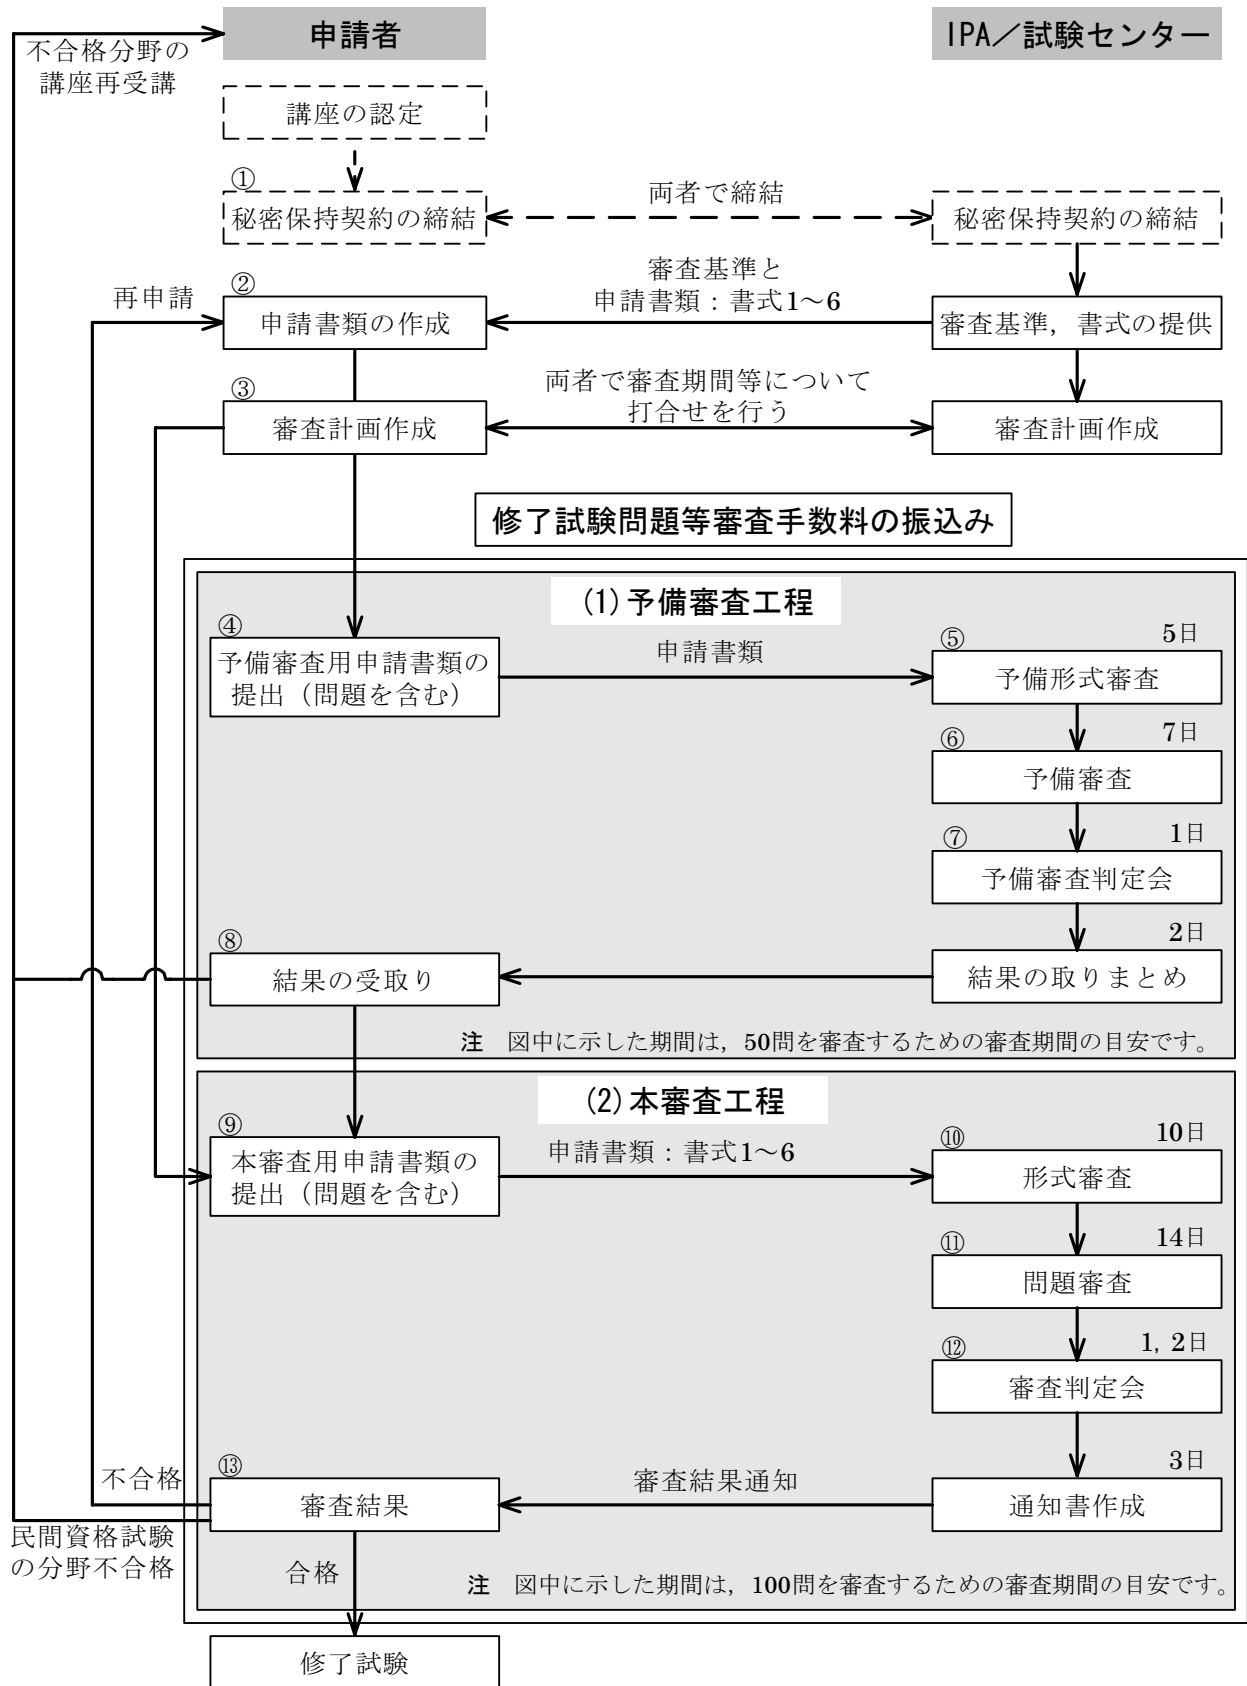 申請者
IPA／試験センター
不合格分野の
講座再受講
講座の認定
①
秘密保持契約の締結
両者で締結
秘密保持契約の締結
再申請
②
申請書類の作成
審査基準と
申請書類：書式1～6
審査基準，書式の提供
③
審査計画作成
両者で審査期間等について
打合せを行う
審査計画作成
修了試験問題等審査手数料の振込み
(1)予備審査工程
④
予備審査用申請書類の
提出（問題を含む）
申請書類
⑤
5日
予備形式審査
⑥
7日
予備審査
⑦
1日
予備審査判定会
⑧
結果の受取り
2日
結果の取りまとめ
注　図中に示した期間は，50問を審査するための審査期間の目安です。
(2)本審査工程
⑨
本審査用申請書類の
提出（問題を含む）
申請書類：書式1～6
⑩
10日
形式審査
⑪
14日
問題審査
⑫
1, 2日
審査判定会
不合格
⑬
審査結果
審査結果通知
3日
通知書作成
民間資格試験
の分野不合格
合格
注　図中に示した期間は，100問を審査するための審査期間の目安です。
修了試験